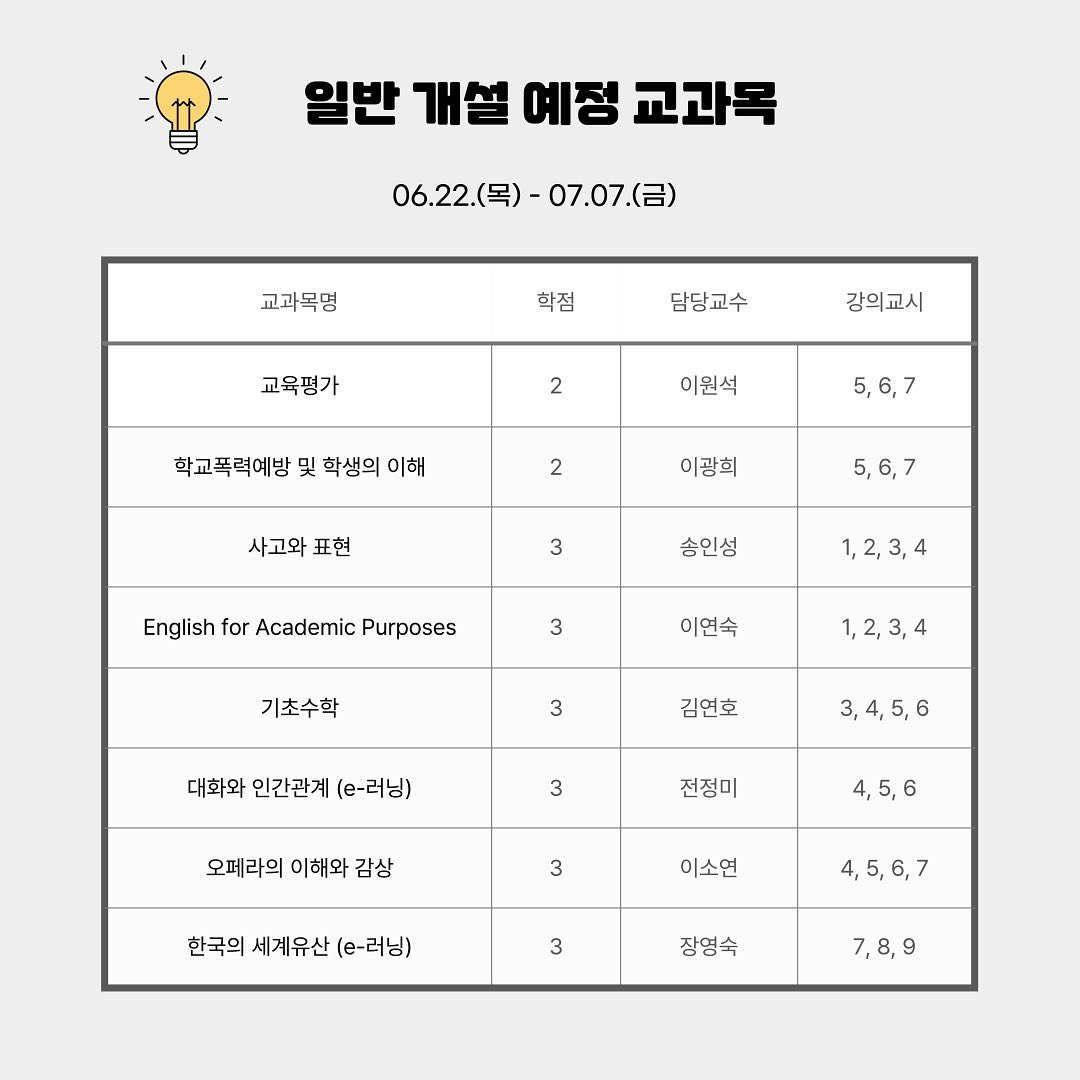 일반 개설 예정 교과목
06.22.(목) - 07.07.(금)
교과목명 학점 담당교수 강의교시
교육평가 2 이원석 5, 6, 7
학교폭력예방 및 학생의 이해 2 이광희 5, 6, 7
사고와 표현 3 송인성 1, 2, 3, 4
English for Academic Purposes 3 이연숙 1, 2, 3, 4
기초수학 3 김연호 3, 4, 5, 6
대화와 인간관계 (e-러닝) 3 전정미 4, 5, 6
오페라의 이해와 감상 3 이소연 4, 5, 6, 7
한국의 세계유산 (e-러닝) 3 장영숙 7, 8, 9